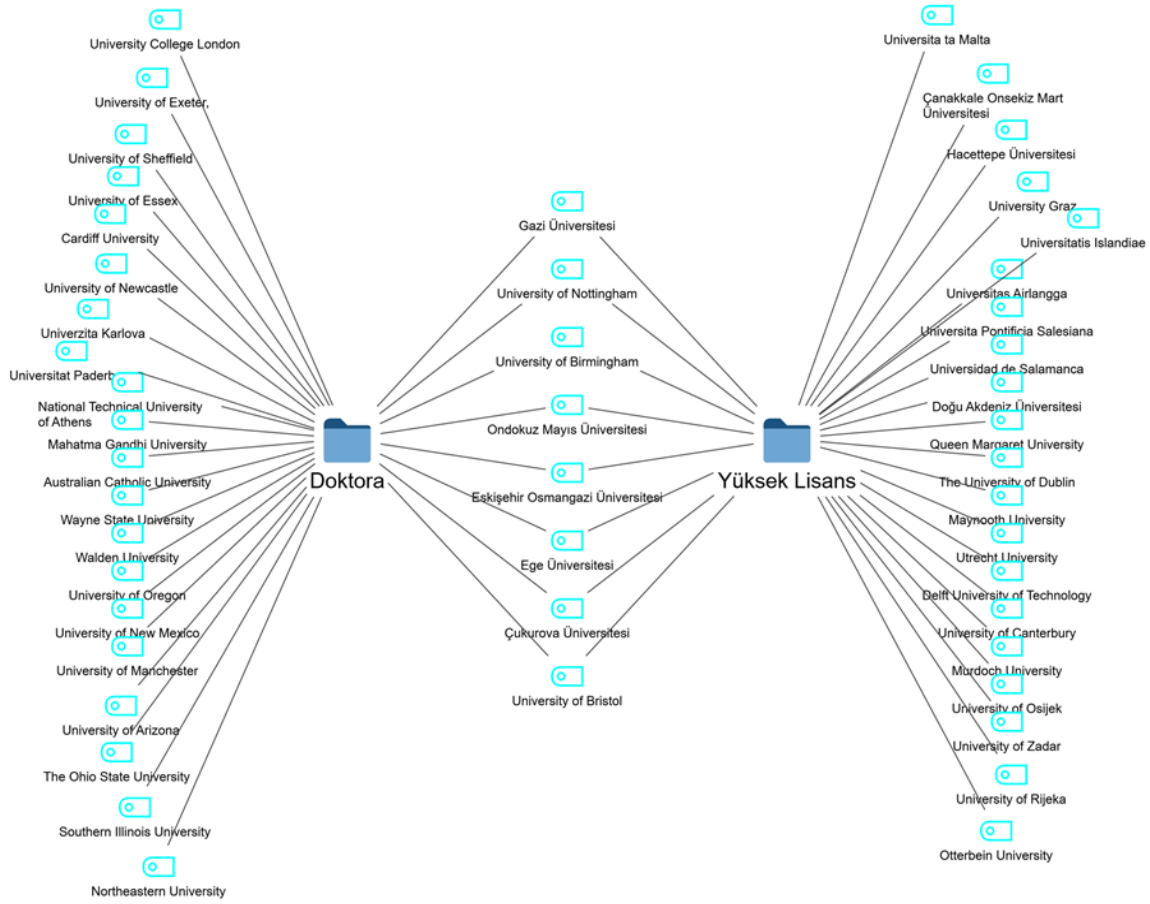 University College London
University of Exeter,
University of Sheffield
University of Essex
Cardiff University
University of Newcastle
Univerzita Karlova
Universitat Paderb
National Technical University
of Athens
Mahatma Gandhi University
Australian Catholic University
Wayne State University
Walden University
University of Oregon
University of New Mexico
University of Manchester
University of Arizona
The Ohio State University
Southern Illinois University
Northeastern University
Doktora
Gazi Üniversitesi
University of Nottingham
University of Birmingham
Ondokuz Mayıs Üniversitesi
Eskişehir Osmangazi Üniversitesi
Ege Üniversitesi
Çukurova Üniversitesi
University of Bristol
Yüksek Lisans
Universita ta Malta
Çanakkale Onsekiz Mart
Üniversitesi
Hacettepe Üniversitesi
University Graz
Universitatis Islandiae
Universitas Airlangga
Universita Pontificia Salesiana
Universidad de Salamanca
Doğu Akdeniz Üniversitesi
Queen Margaret University
The University of Dublin
Maynooth University
Utrecht University
Delft University of Technology
University of Canterbury
Murdoch University
University of Osijek
University of Zadar
University of Rijeka
Otterbein University